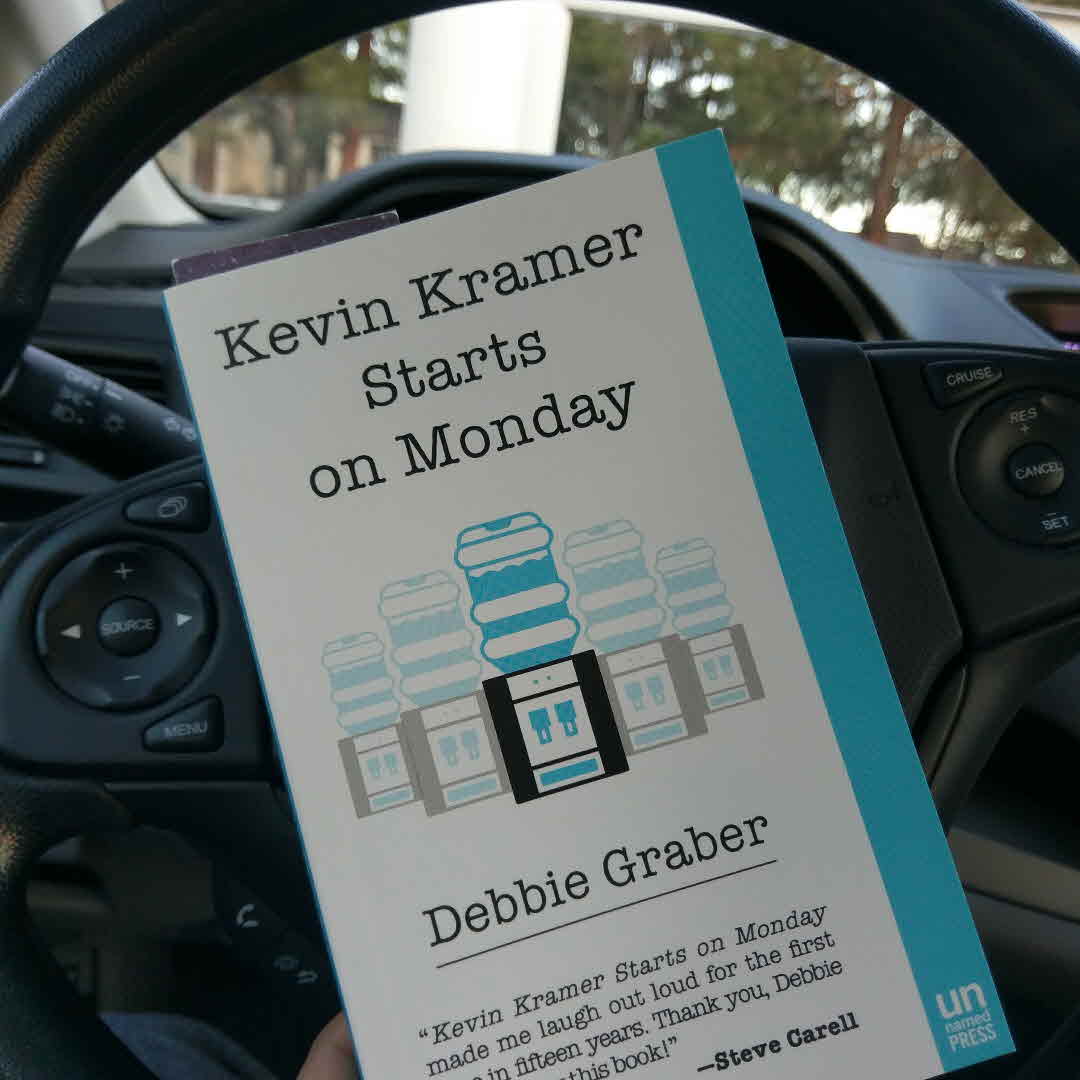 Kevin Kramer
Starts
on Monday
Debbie Graber
“Kevin Kramer Starts on Monday
made me laugh out loud for the first
in fifteen years. Thank you, Debbie
this book!”
—Steve Carell
un
named
PRESS
CRUISE
RES
+
CANCEL
−
SET
+
SOURCE
−
MENU